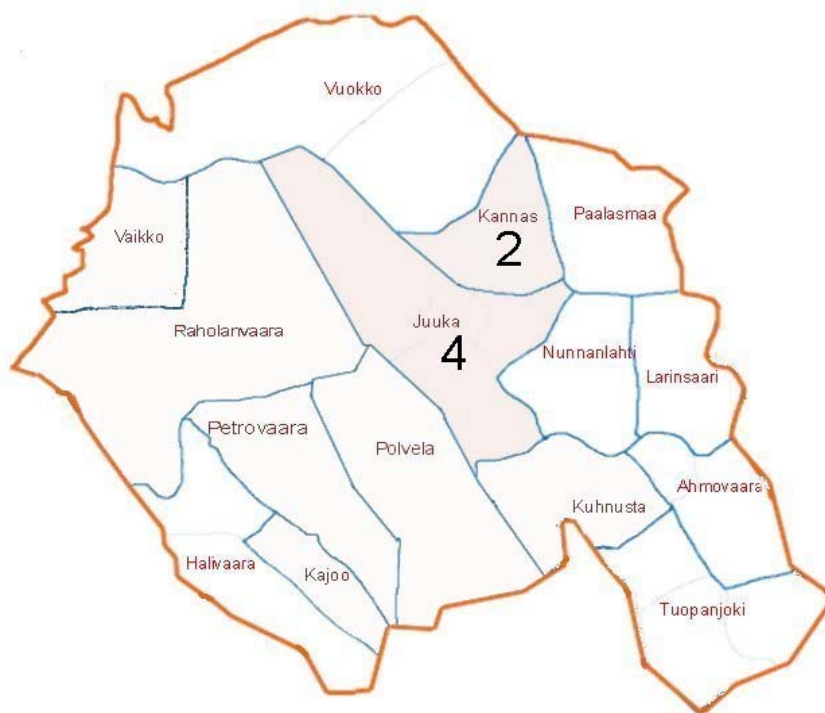 Vuokko
Kannas
2
Paalasmaa
Vaikko
Raholanvaara
Juuka
4
Nunnanlahti
Larinsaari
Petrovaara
Polvela
Ahmovaara
Kuhnusta
Halivaara
Kajoo
Tuopanjoki